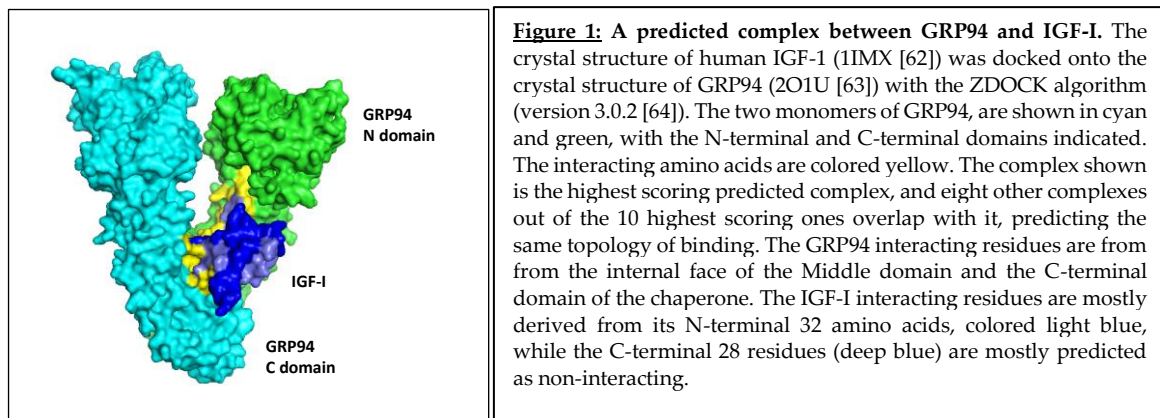 GRP94
N domain
IGF-I
GRP94
C domain
Figure 1: A predicted complex between GRP94 and IGF-I. The
crystal structure of human IGF-1 (1IMX [62]) was docked onto the
crystal structure of GRP94 (2O1U [63]) with the ZDOCK algorithm
(version 3.0.2 [64]). The two monomers of GRP94, are shown in cyan
and green, with the N-terminal and C-terminal domains indicated.
The interacting amino acids are colored yellow. The complex shown
is the highest scoring predicted complex, and eight other complexes
out of the 10 highest scoring ones overlap with it, predicting the
same topology of binding. The GRP94 interacting residues are from
from the internal face of the Middle domain and the C-terminal
domain of the chaperone. The IGF-I interacting residues are mostly
derived from its N-terminal 32 amino acids, colored light blue,
while the C-terminal 28 residues (deep blue) are mostly predicted
as non-interacting.